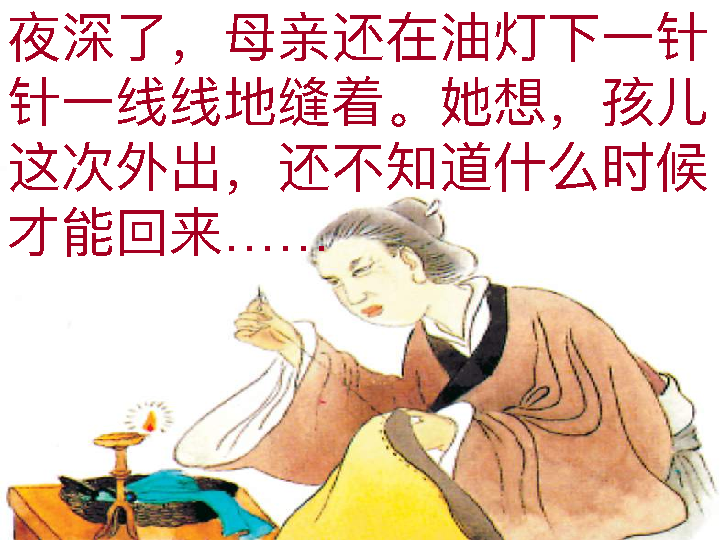 夜深了，母亲还在油灯下一针
针一线线地缝着。她想，孩儿
这次外出，还不知道什么时候
才能回来……